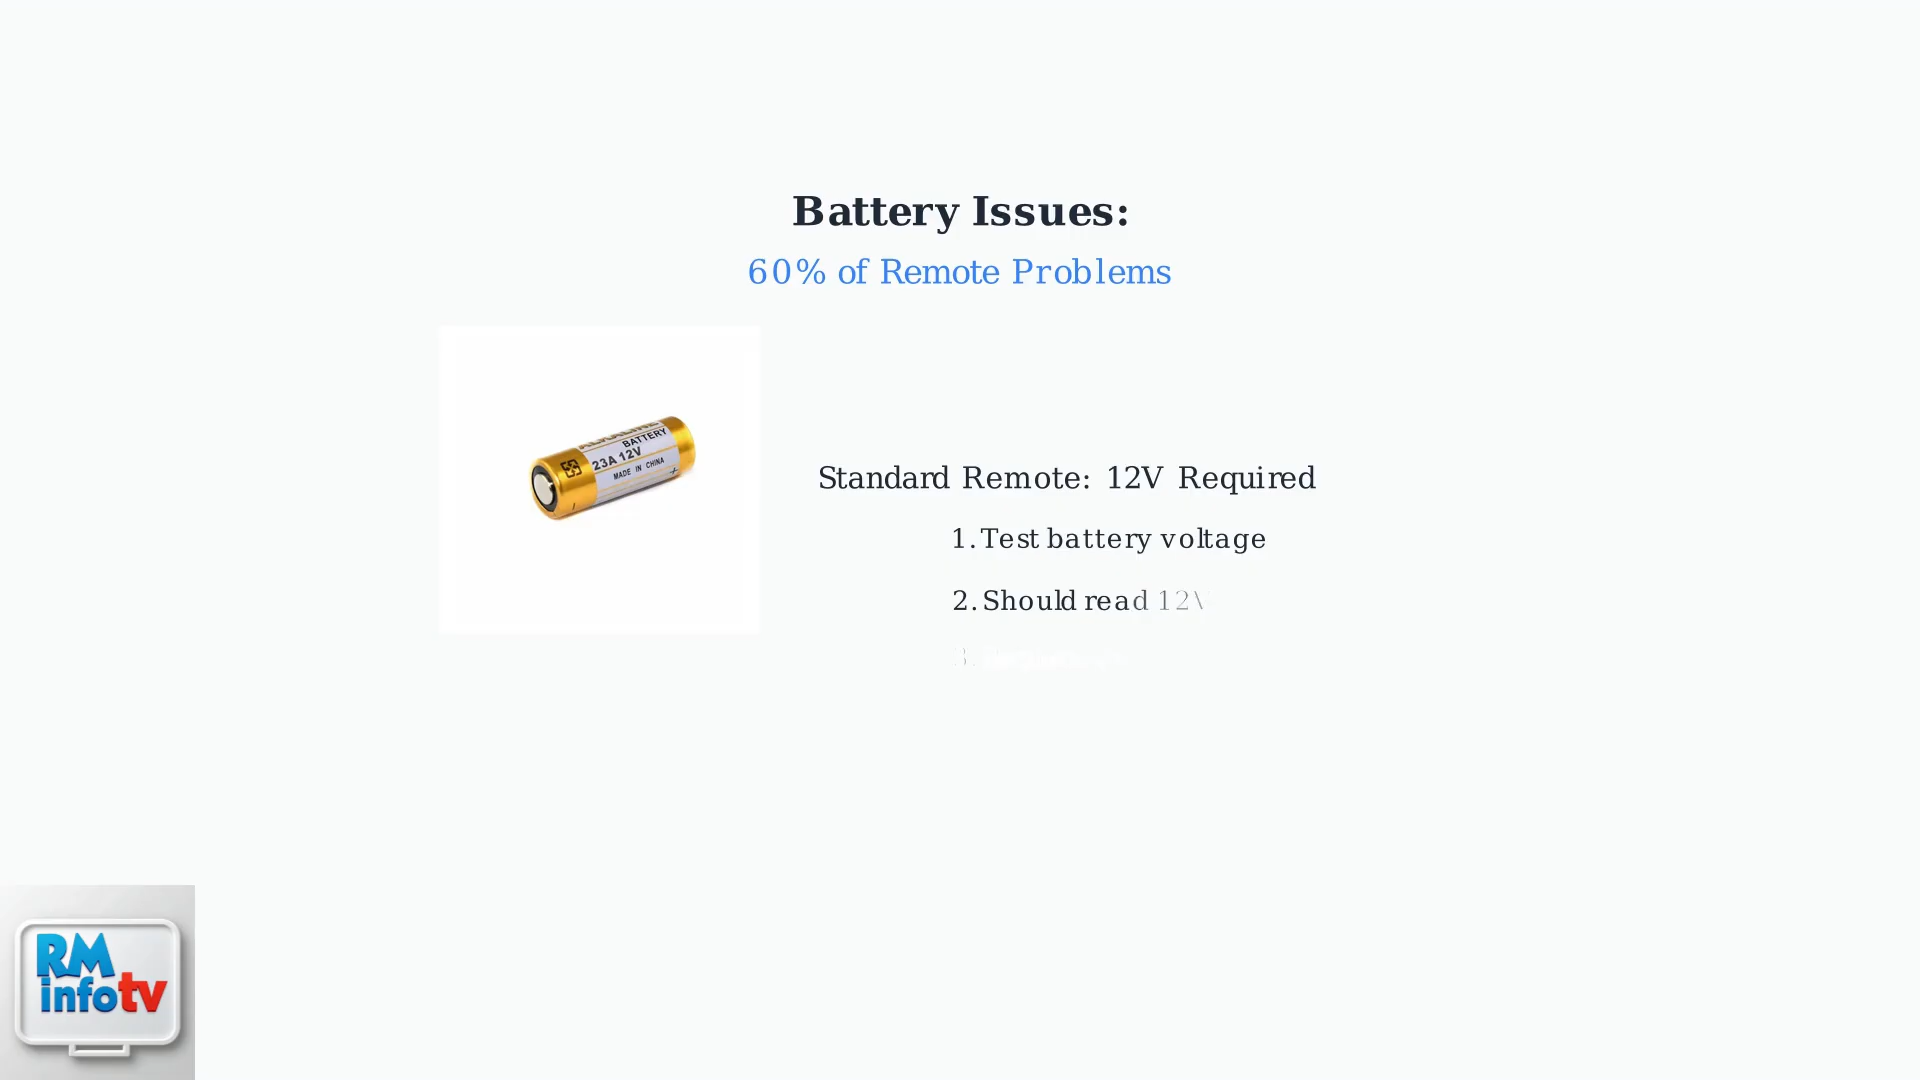 Battery Issues:
60% of Remote Problems
BATTERY
23A 12V
MADE IN CHINA
Standard Remote: 12V Required
1. Test battery voltage
2. Should read 12V
3.
RM
infotv